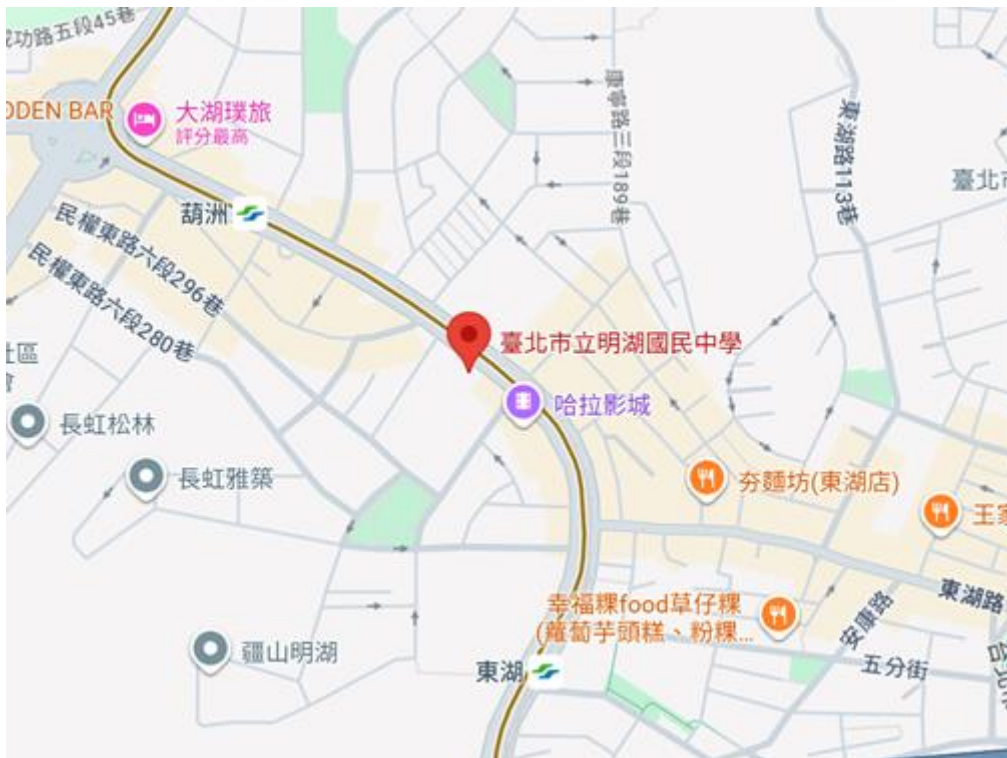 成功路五段45巷
ODEN BAR
大湖璞旅
評分最高
康寧路三段189巷
東湖路113巷
臺北市
葫洲
民權東路六段296巷
民權東路六段280巷
臺北市立明湖國民中學
社區
會
哈拉影城
長虹松林
長虹雅築
夯麵坊(東湖店)
王家
幸福粿food草仔粿
(蘿蔔芋頭糕、粉粿...
東湖路
安康路
五分街
疆山明湖
東湖